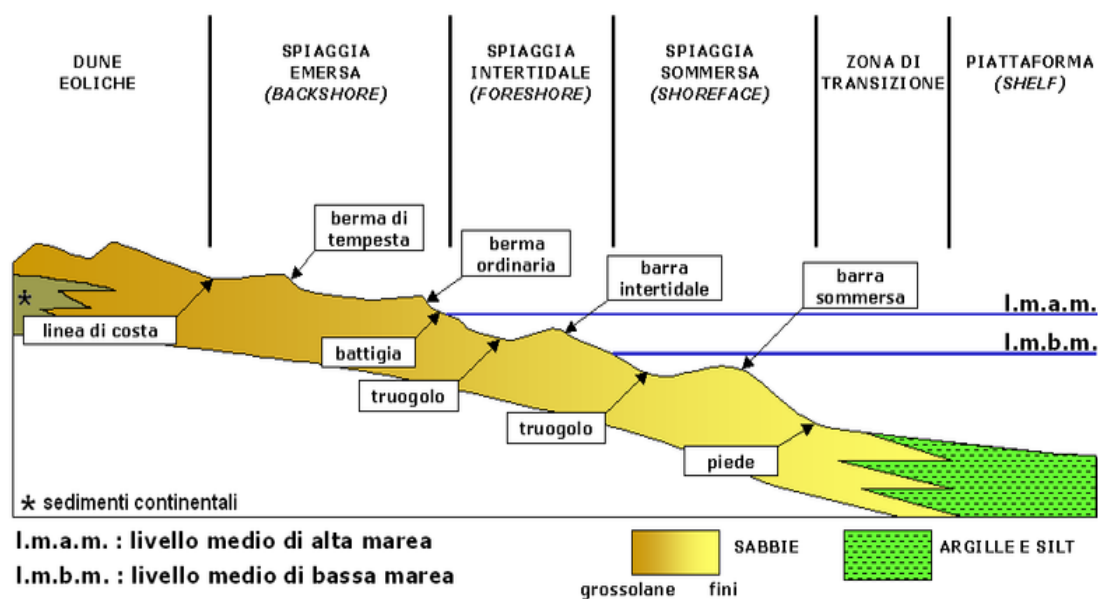 DUNE
EOLICHE
SPIAGGIA
EMERSA
(BACKSHORE)
SPIAGGIA
INTERTIDALE
(FORESHORE)
SPIAGGIA
SOMMERSA
(SHOREFACE)
ZONA DI
TRANSIZIONE
PIATTAFORMA
(SHELF)
berma di
tempesta
berma
ordinaria
barra
intertidale
barra
sommersa
l.m.a.m.
l.m.b.m.
*
linea di costa
battigia
truogolo
truogolo
piede
* sedimenti continentali
l.m.a.m. : livello medio di alta marea
l.m.b.m. : livello medio di bassa marea
SABBIE
grossolane fini
ARGILLE E SILT